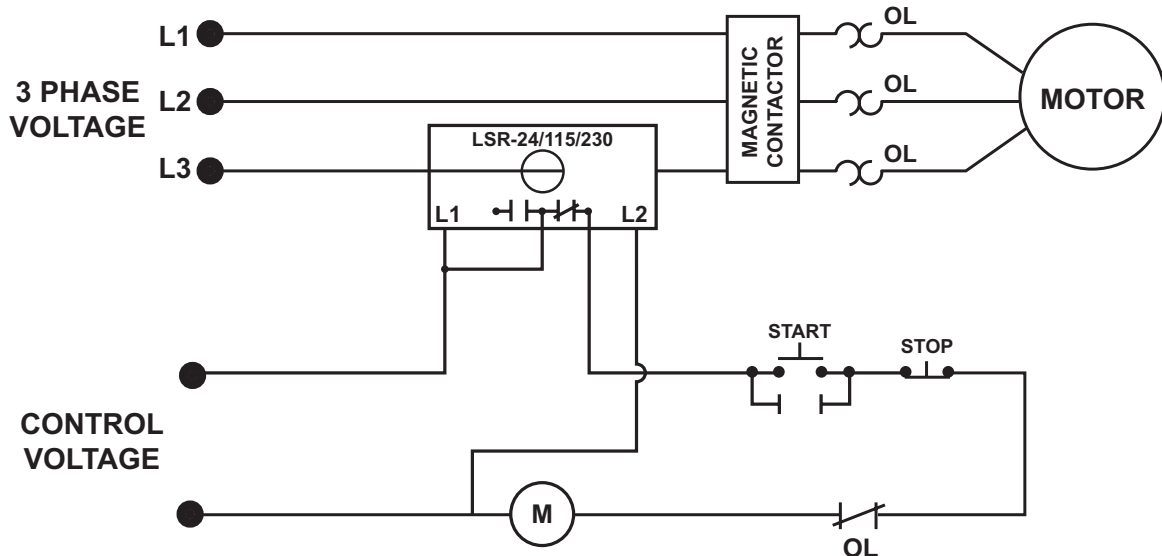 L1
OL
3 PHASE
VOLTAGE
L2
MAGNETIC
CONTACTOR
OL
MOTOR
LSR-24/115/230
L3
OL
L1
L2
START
STOP
CONTROL
VOLTAGE
M
OL